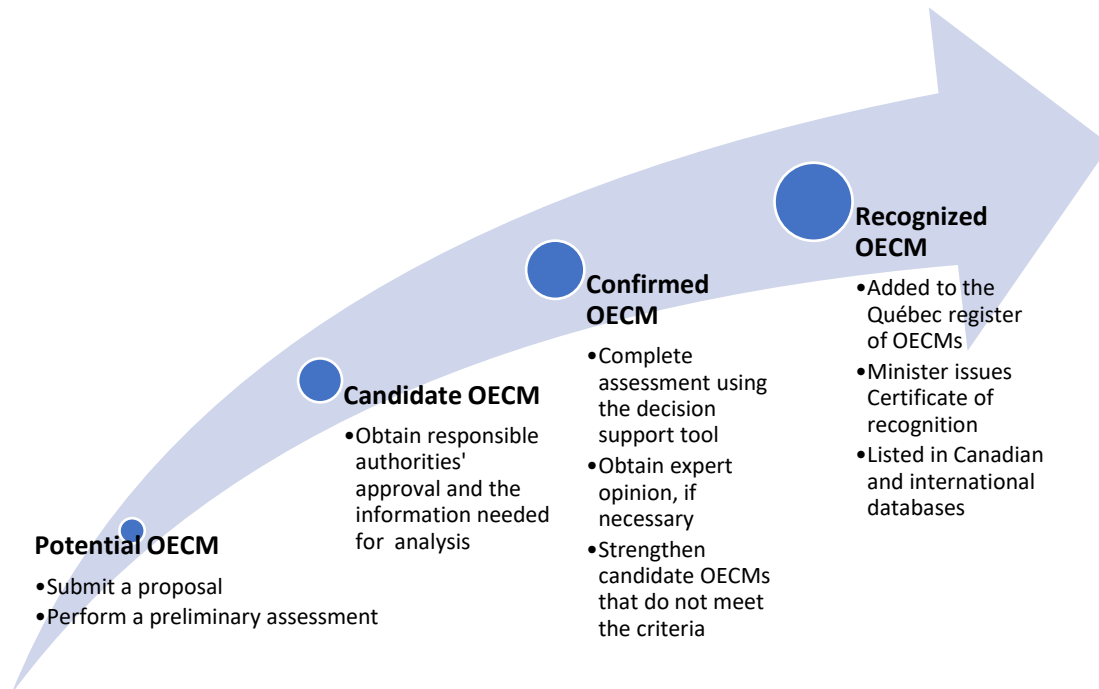 Potential OECM
•Submit a proposal
•Perform a preliminary assessment
Candidate OECM
•Obtain responsible
authorities'
approval and the
information needed
for analysis
Confirmed
OECM
•Complete
assessment using
the decision
support tool
•Obtain expert
opinion, if
necessary
•Strengthen
candidate OECMs
that do not meet
the criteria
Recognized
OECM
•Added to the
Québec register
of OECMs
•Minister issues
Certificate of
recognition
•Listed in Canadian
and international
databases